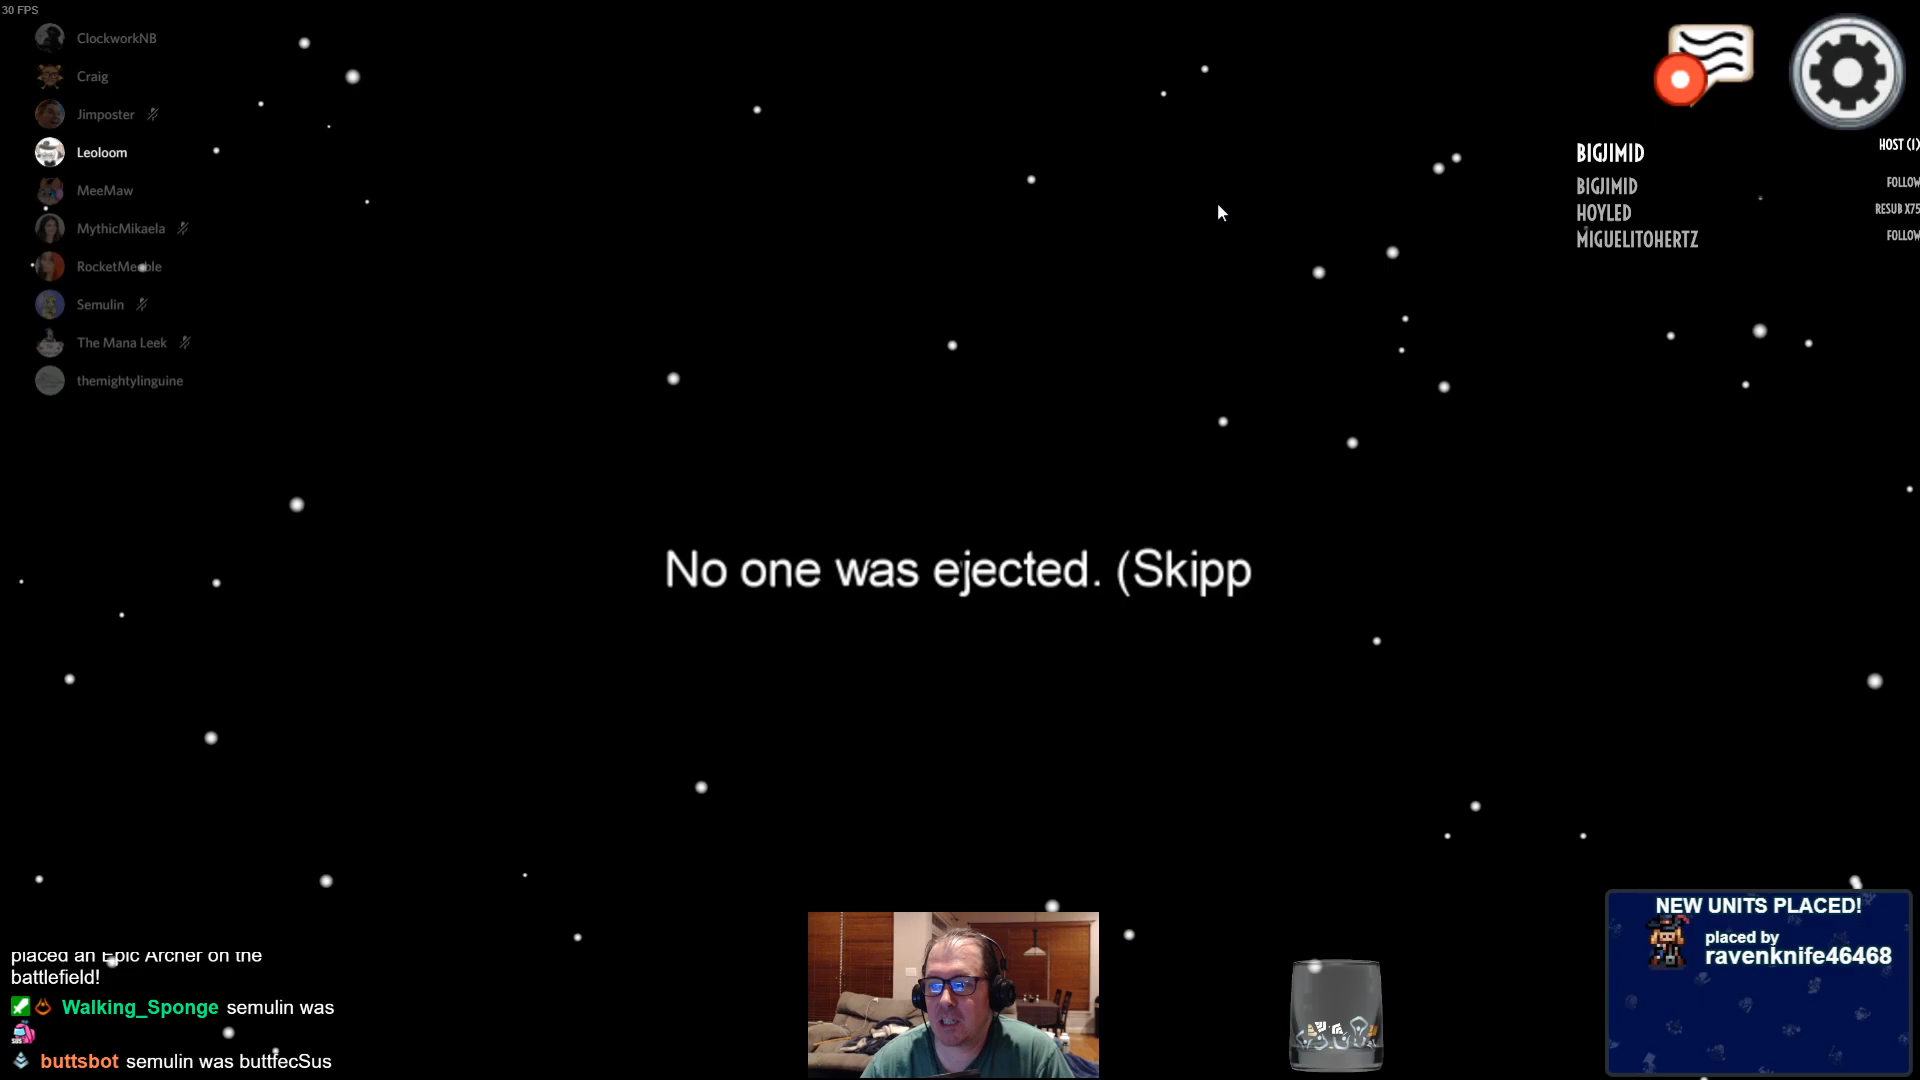 30 FPS
ClockworkNB
Craig
Jimposter
Leoloom
MeeMaw
MythicMikaela
Semulin
The Mana Leek
themightylinguine
BIGJIMID HOST (1)
BIGJIMID FOLLOW
HOYLED RESUB X75
MIGUELITOHERTZ FOLLOW
No one was ejected. (Skipp
placed an Epic Archer on the
battlefield!
Walking_Sponge semulin was
buttsbot semulin was buttfecSus
NEW UNITS PLACED!
placed by
ravenknife46468